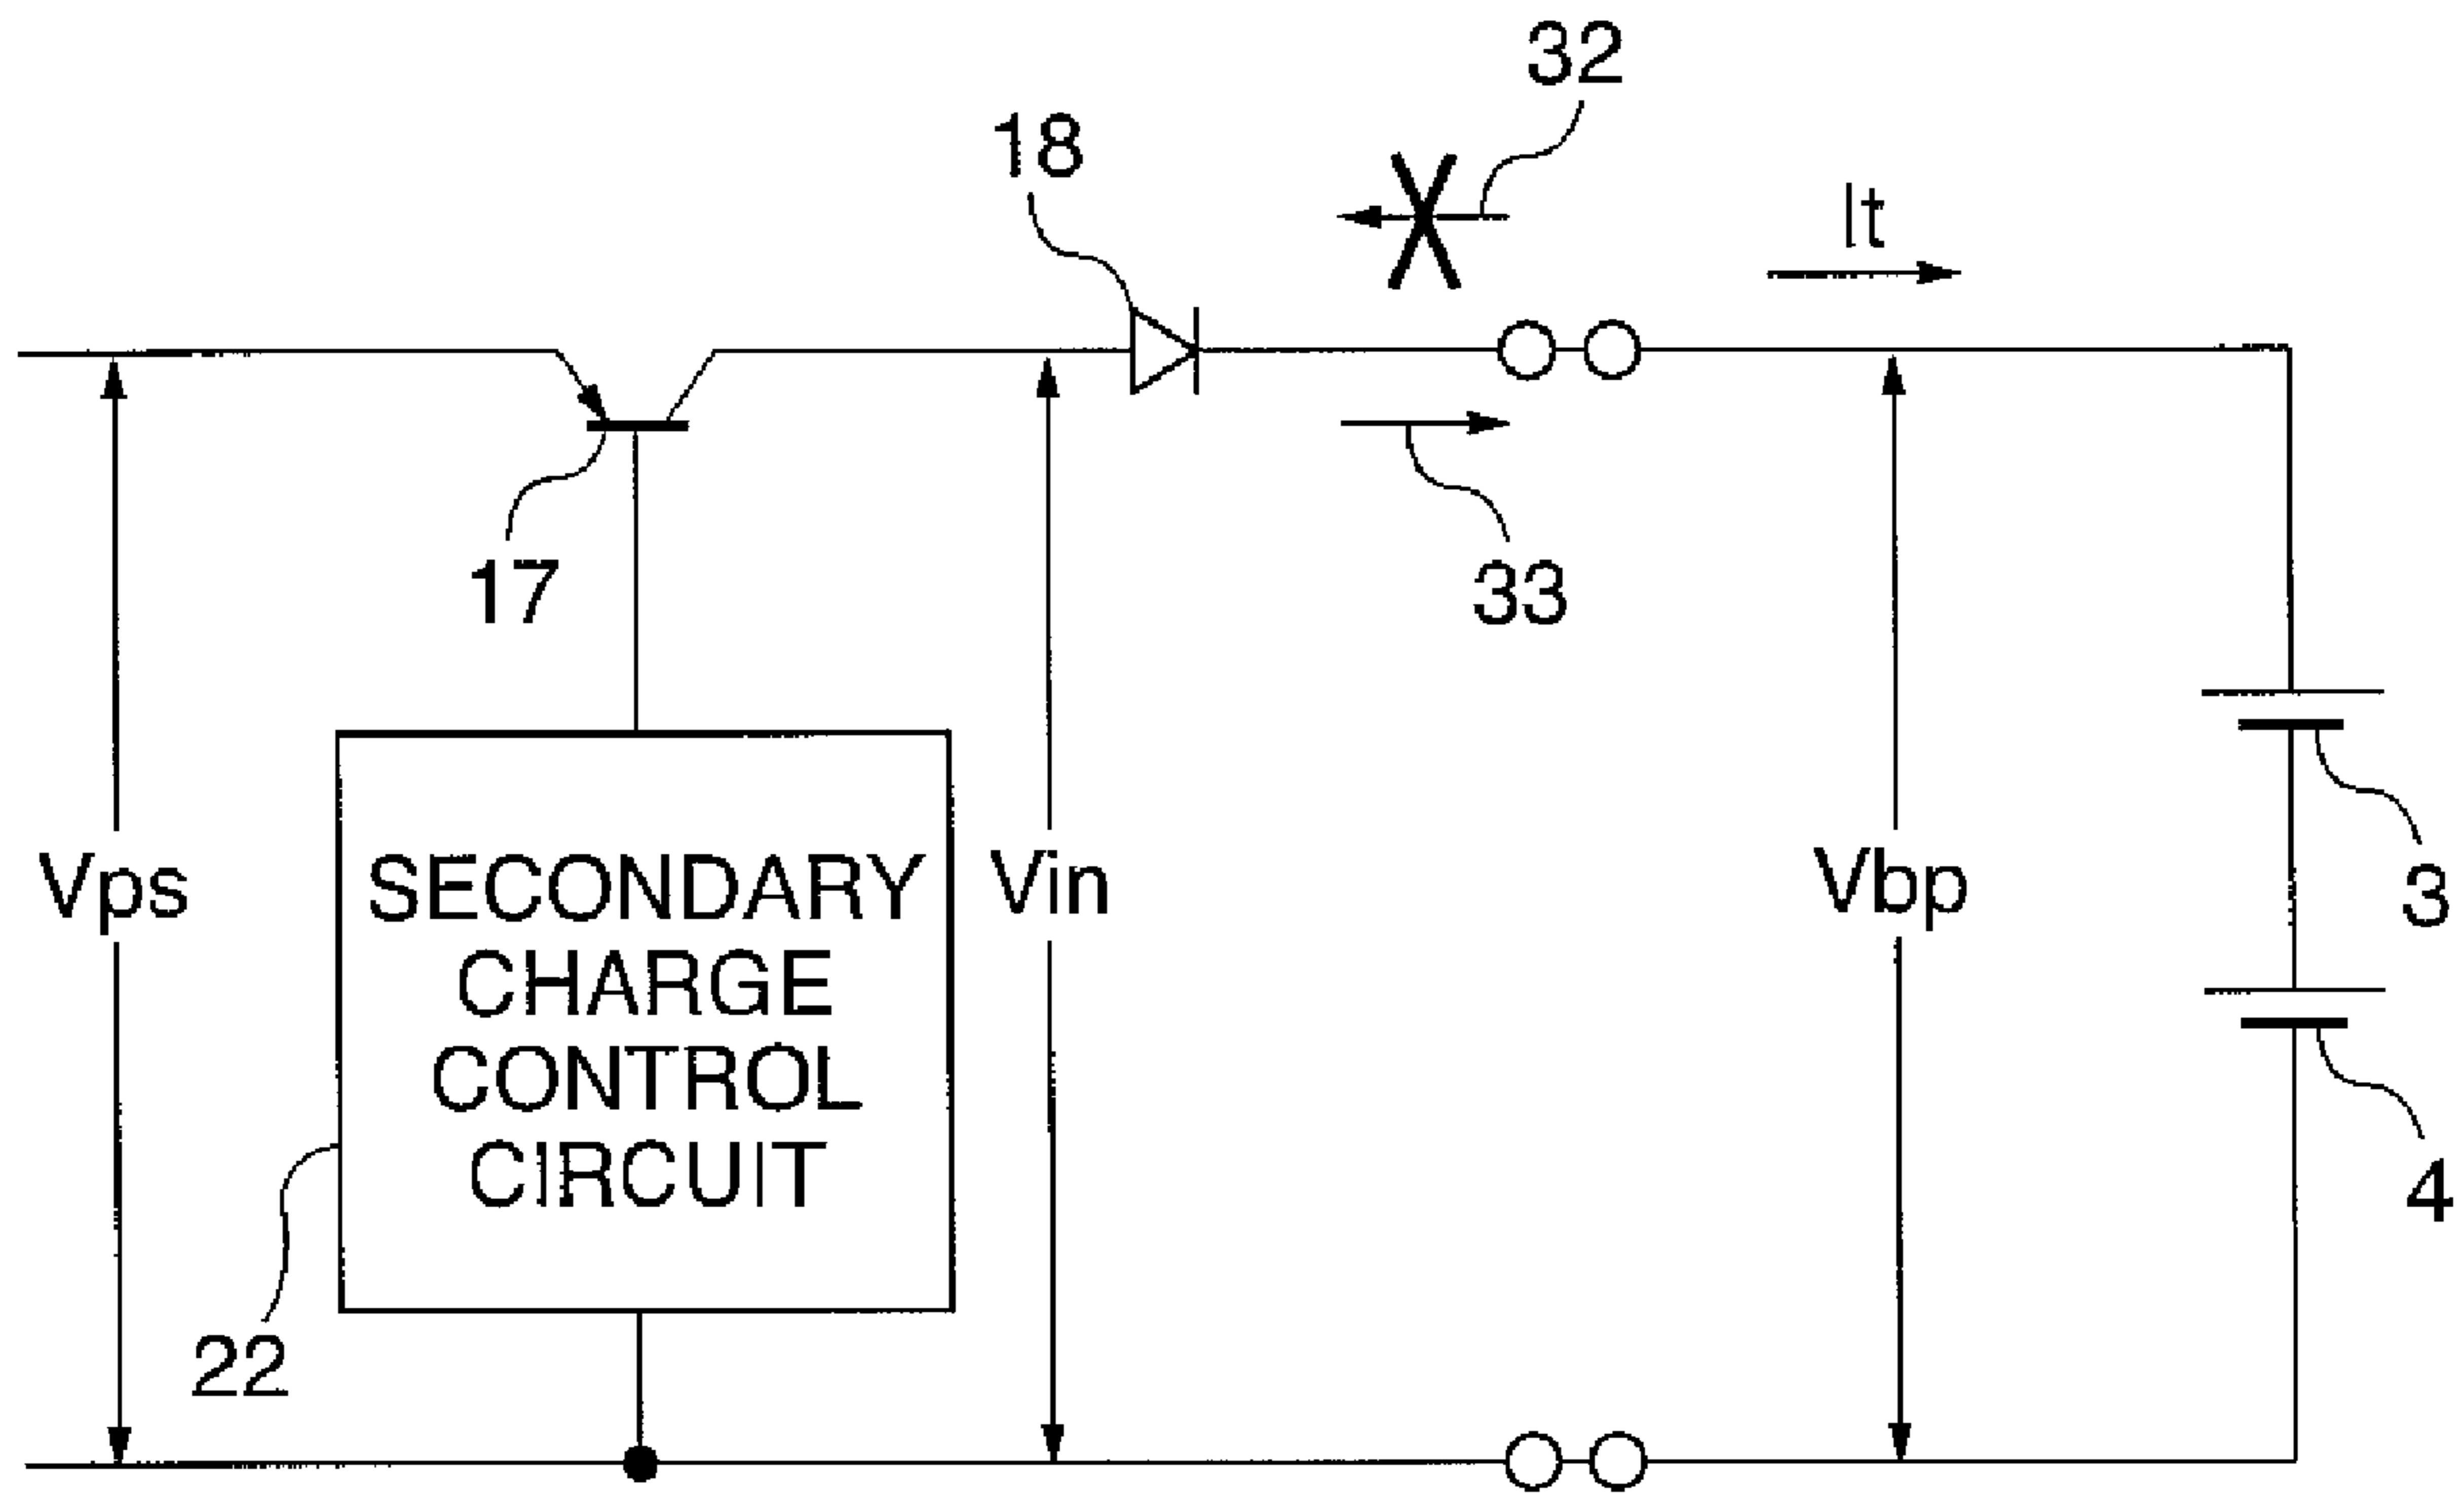 32
18
It
17
33
Vps
SECONDARY
CHARGE
CONTROL
CIRCUIT
Vin
Vbp
3
4
22